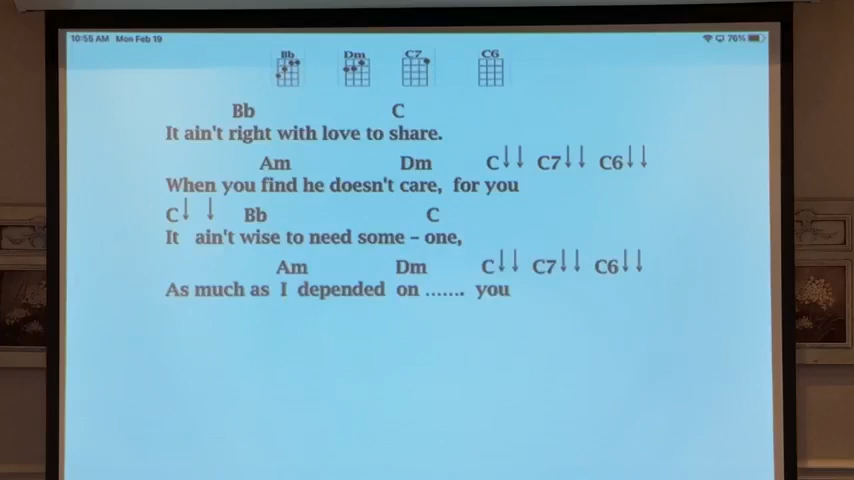 10:56 AM Mon Feb 19 76%
Bb Dm C7 C6
Bb C
It ain't right with love to share.
Am Dm C↓↓ C7↓↓ C6↓↓
When you find he doesn't care, for you
C↓ ↓ Bb C
It ain't wise to need some – one,
Am Dm C↓↓ C7↓↓ C6↓↓
As much as I depended on ....... you